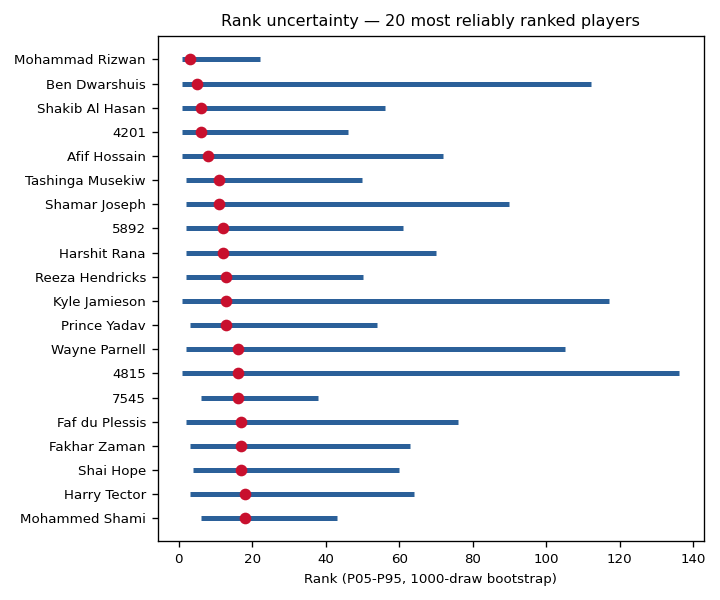 Rank uncertainty — 20 most reliably ranked players
Mohammad Rizwan
Ben Dwarshuis
Shakib Al Hasan
4201
Afif Hossain
Tashinga Musekiw
Shamar Joseph
5892
Harshit Rana
Reeza Hendricks
Kyle Jamieson
Prince Yadav
Wayne Parnell
4815
7545
Faf du Plessis
Fakhar Zaman
Shai Hope
Harry Tector
Mohammed Shami
0 20 40 60 80 100 120 140
Rank (P05-P95, 1000-draw bootstrap)